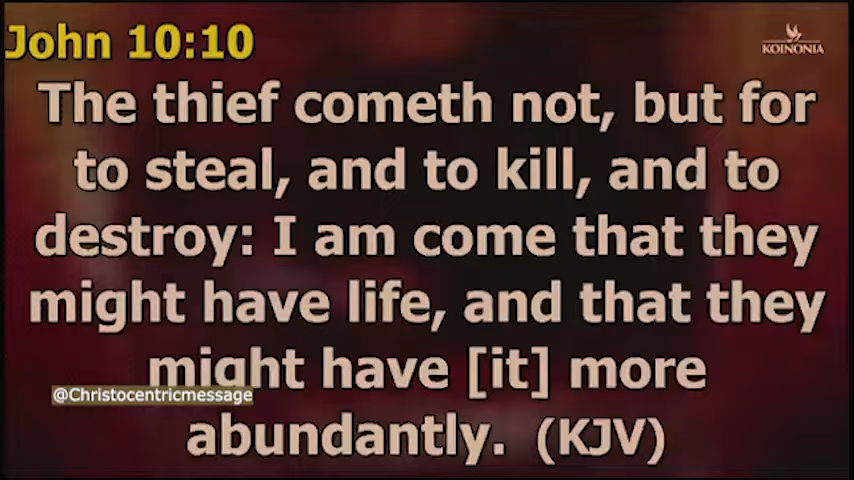 John 10:10
KOINONIA
The thief cometh not, but for
to steal, and to kill, and to
destroy: I am come that they
might have life, and that they
might have [it] more
@Christocentricmessage
abundantly. (KJV)